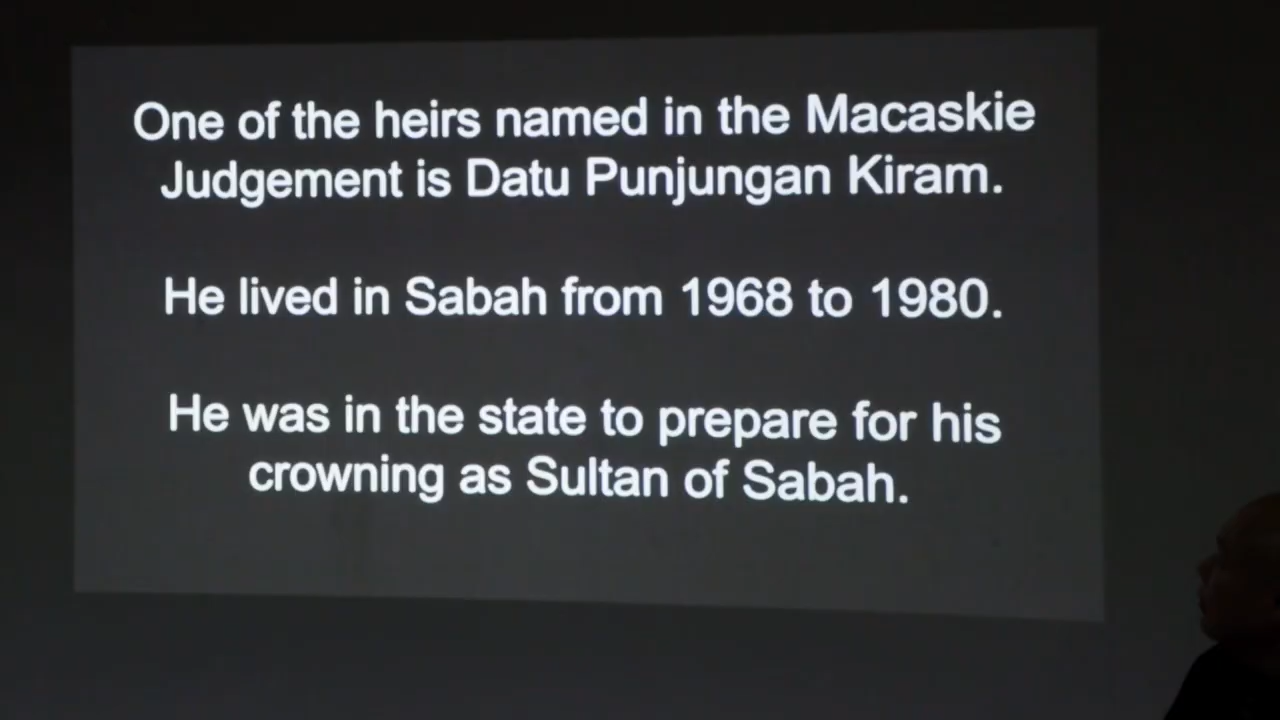 One of the heirs named in the Macaskie
Judgement is Datu Punjungan Kiram.
He lived in Sabah from 1968 to 1980.
He was in the state to prepare for his
crowning as Sultan of Sabah.